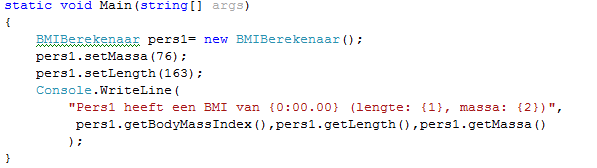 static void Main(string[] args)
{
BMIBerekenaar pers1= new BMIBerekenaar();
pers1.setMassa(76);
pers1.setLength(163);
Console.WriteLine(
"Pers1 heeft een BMI van {0:00.00} (lengte: {1}, massa: {2})",
pers1.getBodyMassIndex(),pers1.getLength(),pers1.getMassa()
);
}